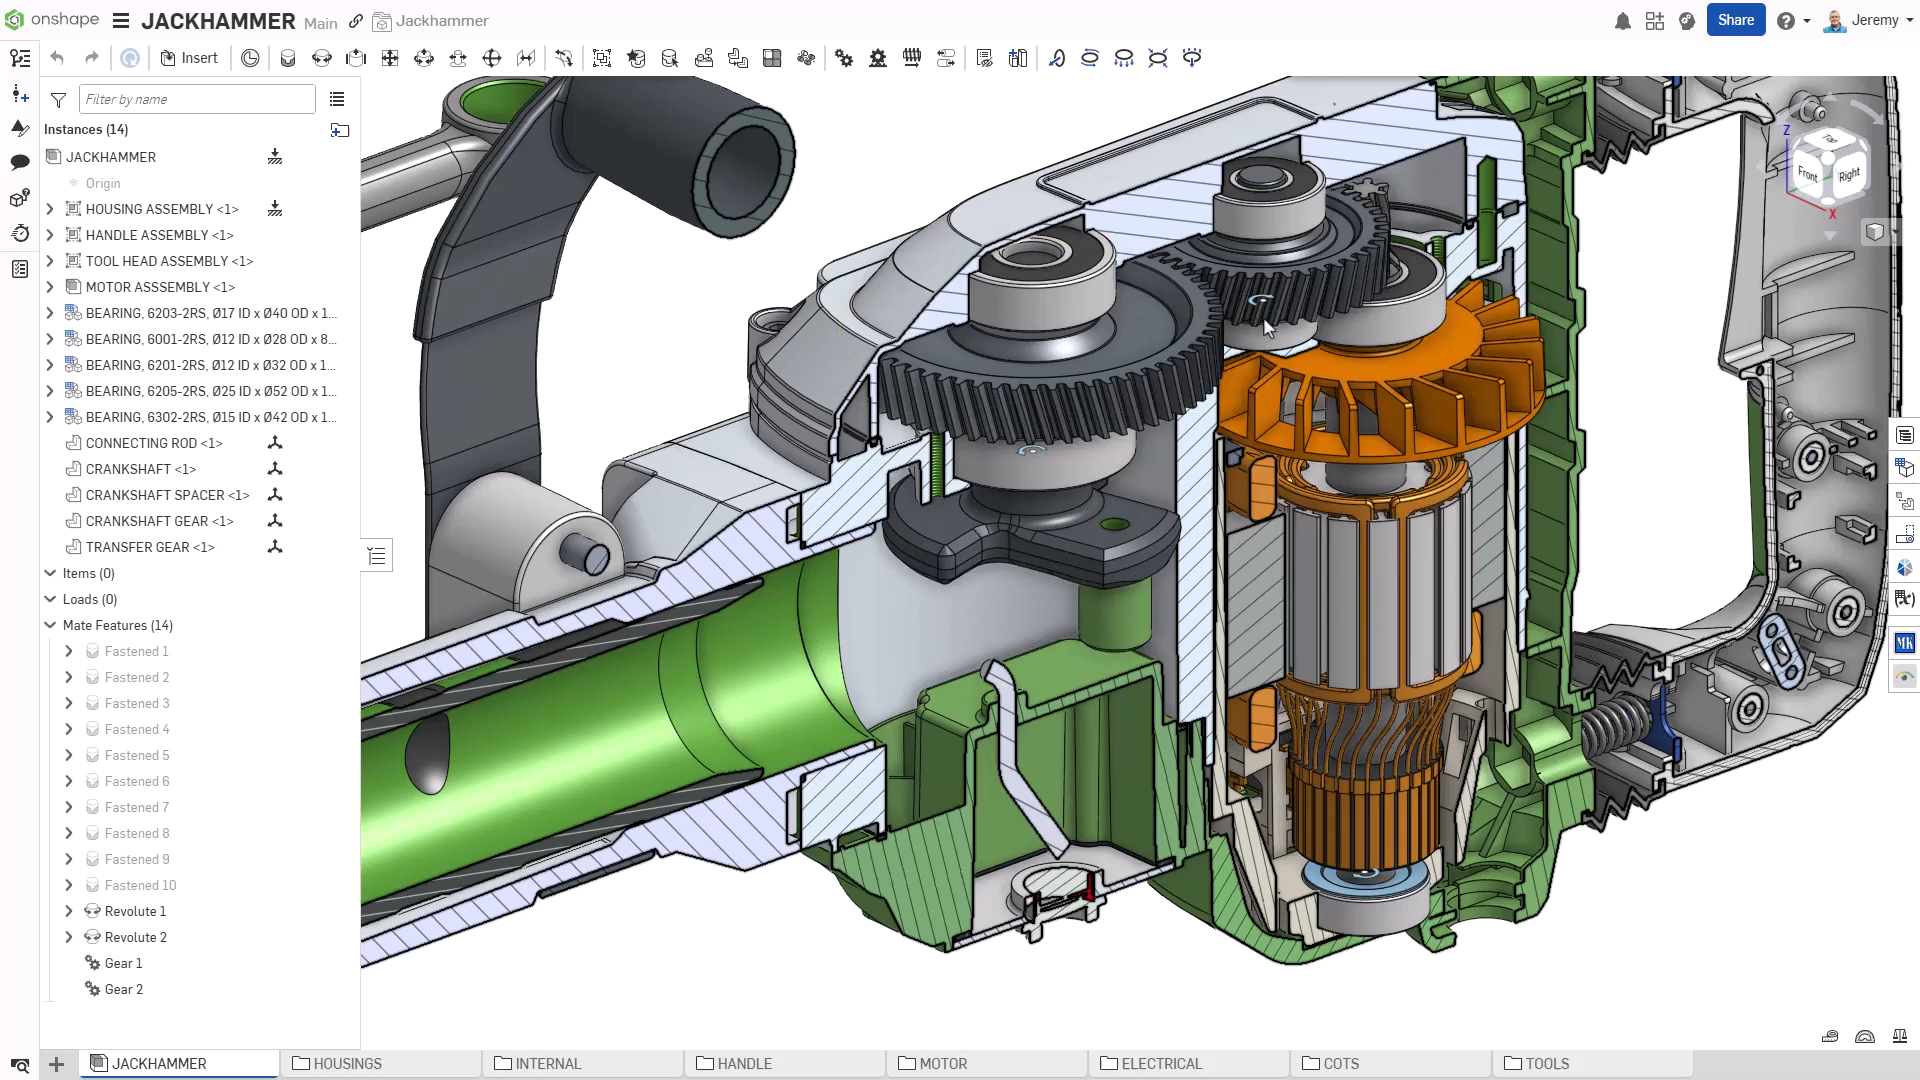 onshape JACKHAMMER Main Jackhammer Share Jeremy
Insert
Filter by name
Instances (14)
JACKHAMMER
Origin
HOUSING ASSEMBLY <1>
HANDLE ASSEMBLY <1>
TOOL HEAD ASSEMBLY <1>
MOTOR ASSSEMBLY <1>
BEARING, 6203-2RS, Ø17 ID x Ø40 OD x 1...
BEARING, 6001-2RS, Ø12 ID x Ø28 OD x 8...
BEARING, 6201-2RS, Ø12 ID x Ø32 OD x 1...
BEARING, 6205-2RS, Ø25 ID x Ø52 OD x 1...
BEARING, 6302-2RS, Ø15 ID x Ø42 OD x 1...
CONNECTING ROD <1>
CRANKSHAFT <1>
CRANKSHAFT SPACER <1>
CRANKSHAFT GEAR <1>
TRANSFER GEAR <1>
Items (0)
Loads (0)
Mate Features (14)
Fastened 1
Fastened 2
Fastened 3
Fastened 4
Fastened 5
Fastened 6
Fastened 7
Fastened 8
Fastened 9
Fastened 10
Revolute 1
Revolute 2
Gear 1
Gear 2
Z
Top
Front Right
X
(x)
MK
JACKHAMMER HOUSINGS INTERNAL HANDLE MOTOR ELECTRICAL COTS TOOLS